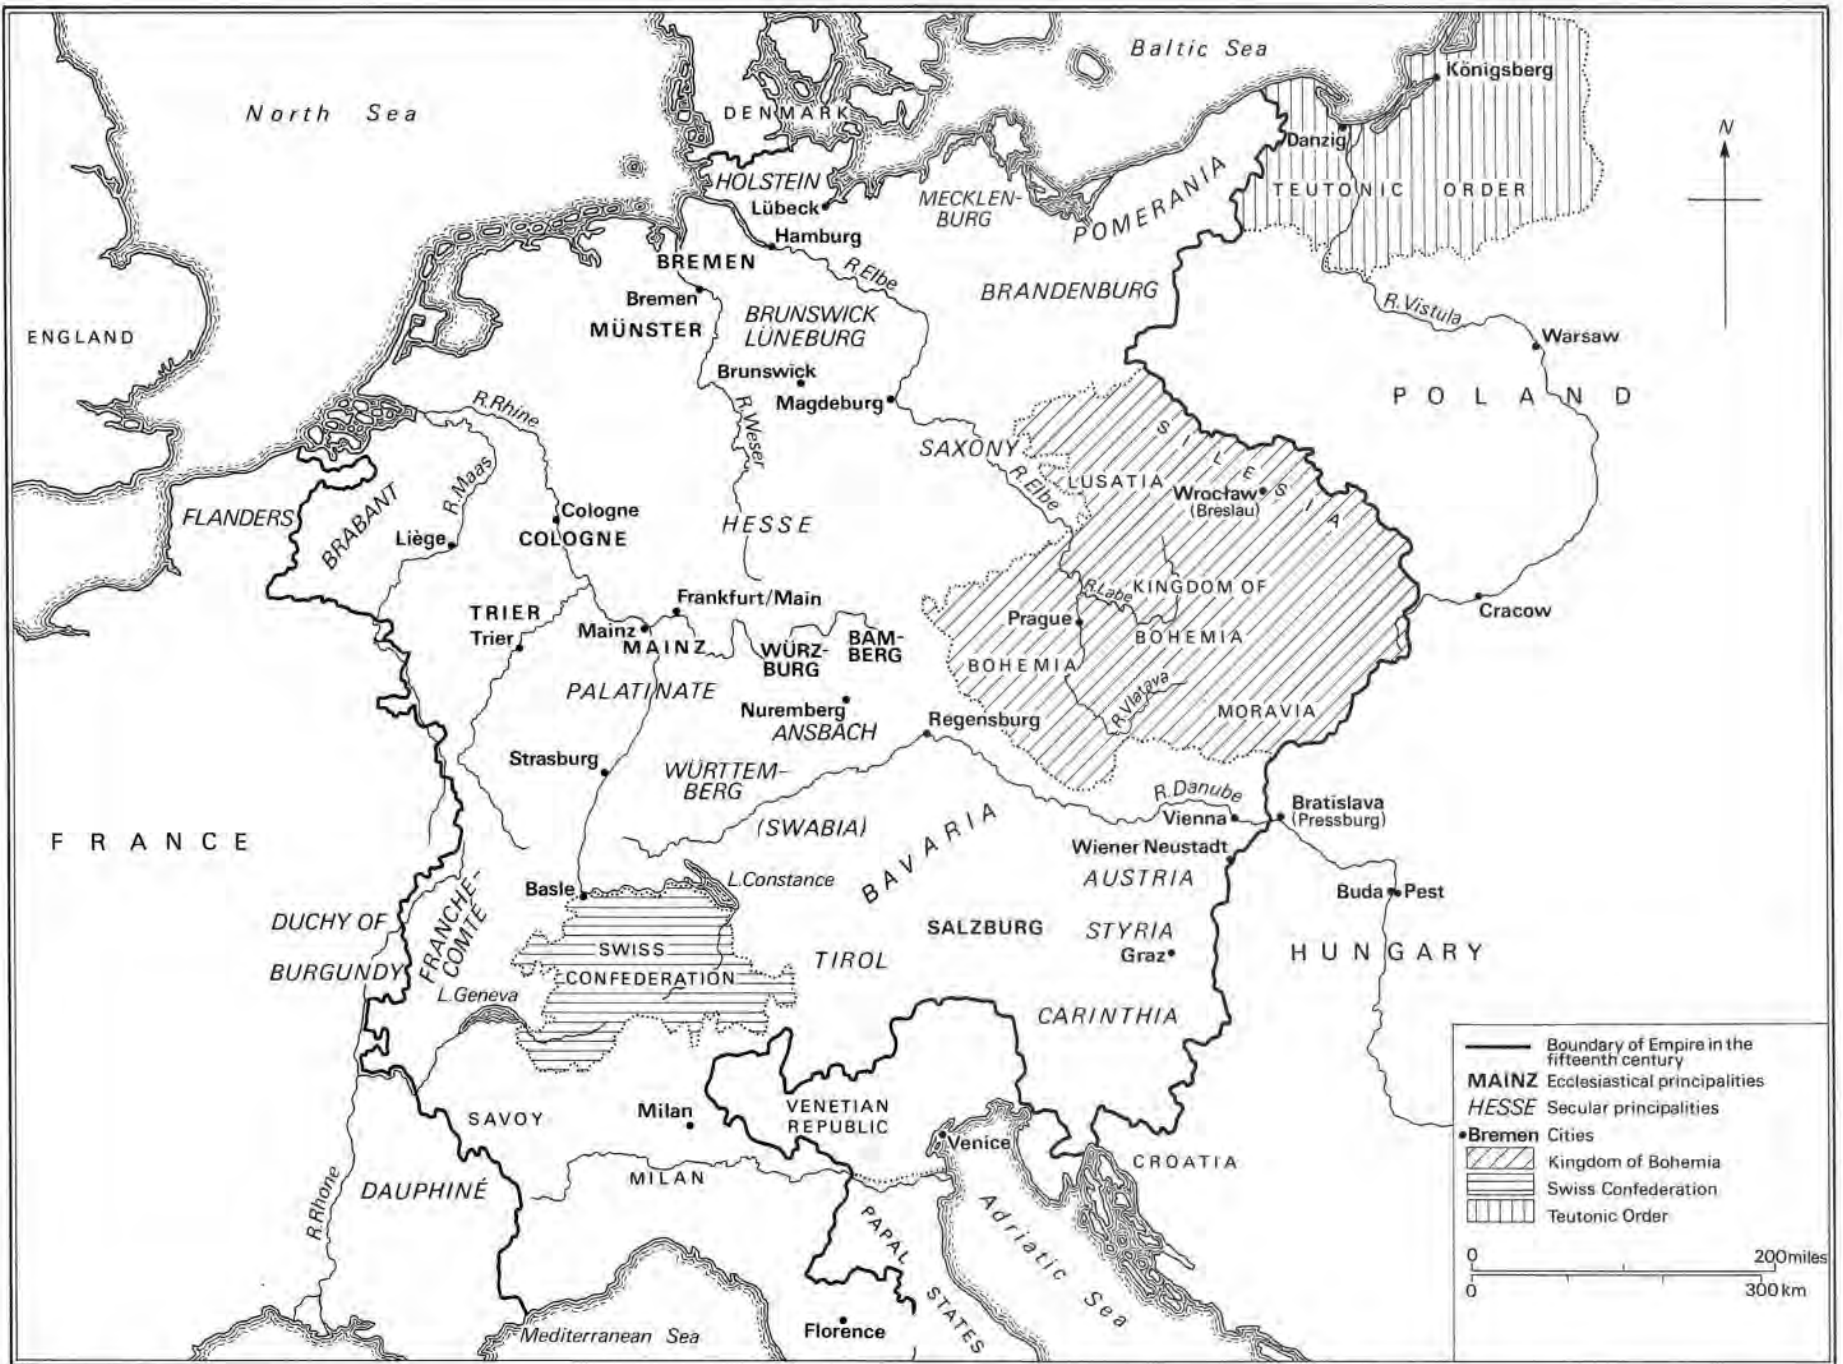 Baltic Sea
North Sea
Königsberg
DENMARK
N
Danzig
HOLSTEIN
TEUTONIC ORDER
Lübeck
MECKLEN-
BURG
POMERANIA
Hamburg
BREMEN
R.Elbe
Bremen
BRANDENBURG
R.Vistula
MÜNSTER
BRUNSWICK
LÜNEBURG
ENGLAND
Warsaw
Brunswick
Magdeburg
POLAND
R.Rhine
R.Weser
SAXONY
SILESIA
R.Maas
R.Elbe
LUSATIA
Wrocław
(Breslau)
FLANDERS
BRABANT
Cologne
COLOGNE
HESSE
Liège
KINGDOM OF
BOHEMIA
R.Labe
Frankfurt/Main
TRIER
Trier
Mainz
MAINZ
WÜRZ-
BURG
BAM-
BERG
Prague
Cracow
BOHEMIA
PALATINATE
R.Vlatava
MORAVIA
Nuremberg
ANSBACH
Regensburg
Strasburg
WÜRTTEM-
BERG
R.Danube
Bratislava
(Pressburg)
Vienna
(SWABIA)
BAVARIA
FRANCE
Wiener Neustadt
AUSTRIA
L.Constance
Basle
Buda
Pest
DUCHY OF
BURGUNDY
FRANCHE-
COMTÉ
SALZBURG
STYRIA
Graz
SWISS
CONFEDERATION
TIROL
HUNGARY
L.Geneva
CARINTHIA
SAVOY
Milan
VENETIAN
REPUBLIC
Venice
CROATIA
MILAN
DAUPHINÉ
R.Rhone
PAPAL
STATES
Adriatic Sea
Mediterranean Sea
Florence
Boundary of Empire in the
fifteenth century
MAINZ Ecclesiastical principalities
HESSE Secular principalities
•Bremen Cities
Kingdom of Bohemia
Swiss Confederation
Teutonic Order
0 200miles
0 300km